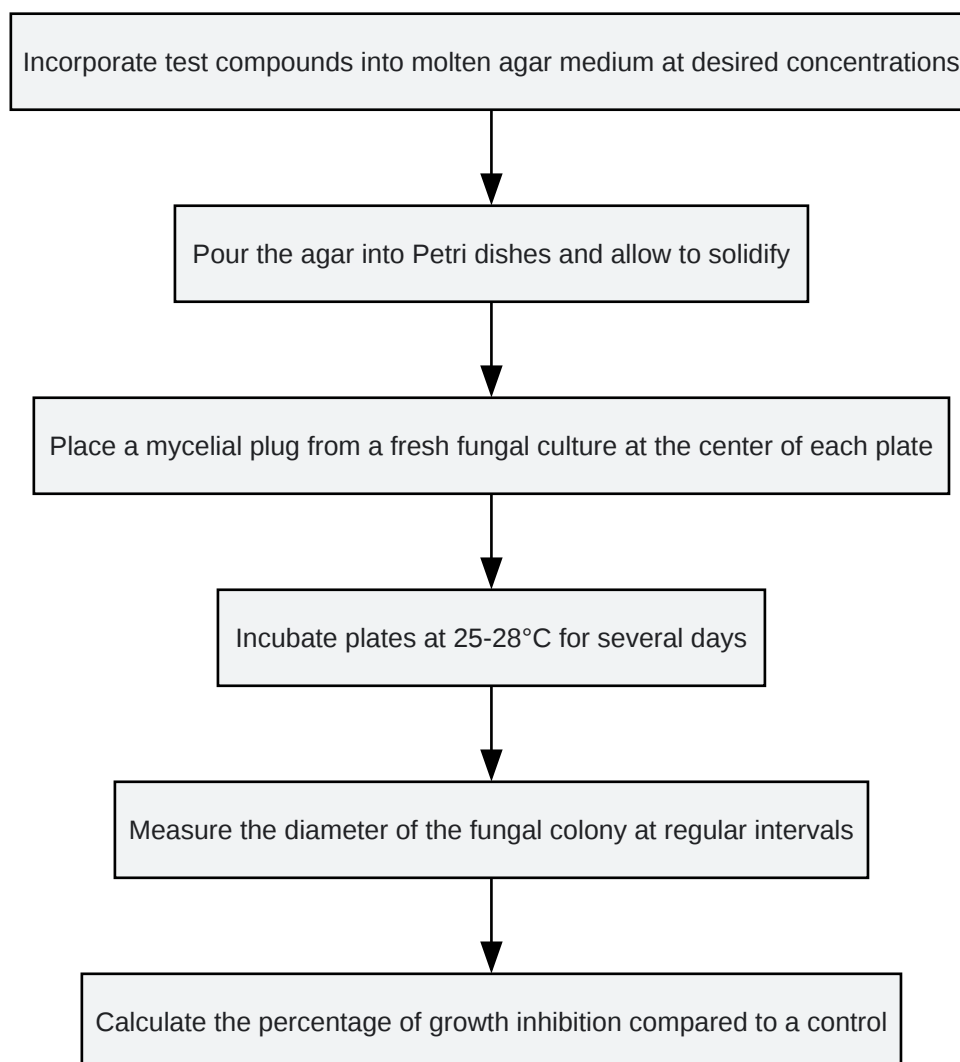 Incorporate test compounds into molten agar medium at desired concentrations
Pour the agar into Petri dishes and allow to solidify
Place a mycelial plug from a fresh fungal culture at the center of each plate
Incubate plates at 25-28°C for several days
Measure the diameter of the fungal colony at regular intervals
Calculate the percentage of growth inhibition compared to a control